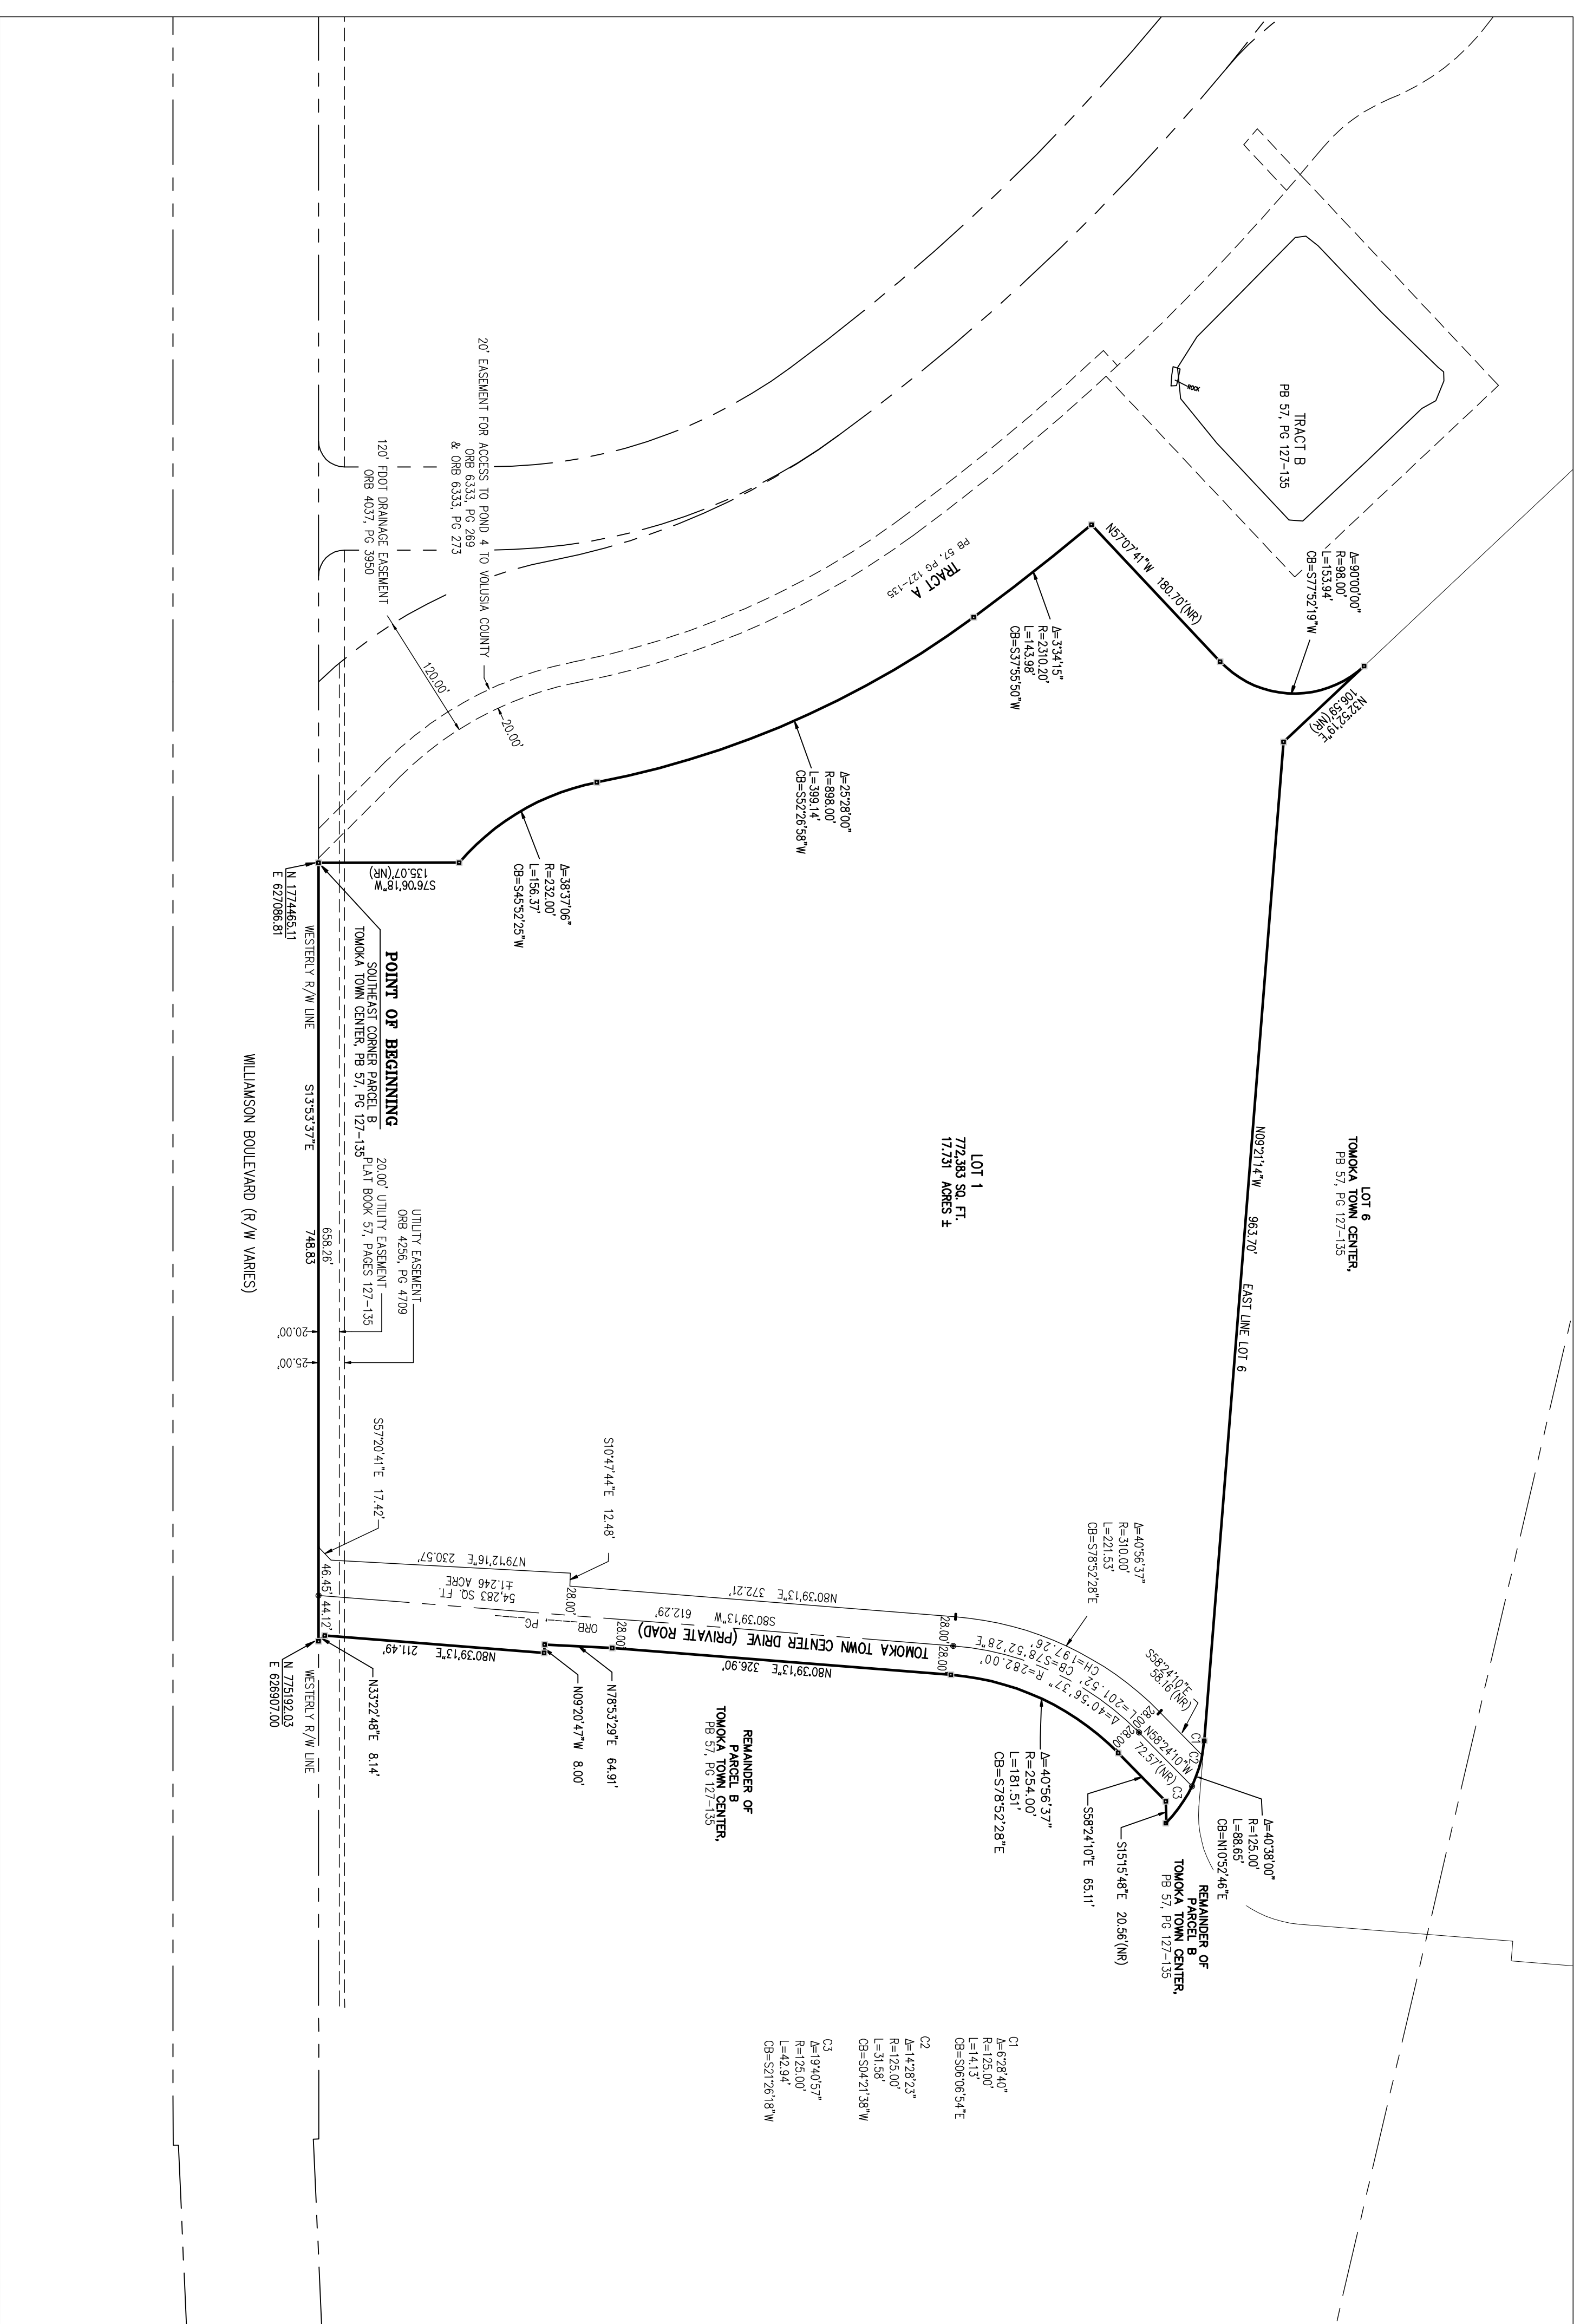 TRACT B
PB 57, PG 127-135
ROCK
Δ=90°00'00"
R=98.00'
L=153.94'
CB=S77°52'19"W
N32°52'19"E
106.59'(NR)
N57°07'41"W 180.70'(NR)
TRACT A
PB 57, PG 127-135
Δ=3°34'15"
R=2310.20'
L=143.98'
CB=S37°55'50"W
Δ=25°28'00"
R=898.00'
L=399.14'
CB=S52°26'58"W
Δ=38°37'06"
R=232.00'
L=156.37'
CB=S45°52'25"W
20' EASEMENT FOR ACCESS TO POND 4 TO VOLUSIA COUNTY
ORB 6333, PG 269
& ORB 6333, PG 273
120' FDOT DRAINAGE EASEMENT
ORB 4037, PG 3950
120.00'
20.00'
S76°06'18"W
135.07'(NR)
N 1774465.11
E 627086.81
POINT OF BEGINNING
SOUTHEAST CORNER PARCEL B
TOMOKA TOWN CENTER, PB 57, PG 127-135
WESTERLY R/W LINE
S13°53'37"E
658.26'
748.83
WILLIAMSON BOULEVARD (R/W VARIES)
20.00' UTILITY EASEMENT
PLAT BOOK 57, PAGES 127-135
UTILITY EASEMENT
ORB 4256, PG 4709
20.00'
25.00'
LOT 1
772,383 SQ. FT.
17.731 ACRES ±
LOT 6
TOMOKA TOWN CENTER,
PB 57, PG 127-135
N09°21'14"W 963.70' EAST LINE LOT 6
S57°20'41"E 17.42'
S10°47'44"E 12.48'
46.45'
44.12'
N79°12'16"E 230.57'
54,283 SQ. FT.
±1.246 ACRE
28.00'
N80°39'13"E 372.21'
S80°39'13"W 612.29'
ORB____, PG____
28.00'
TOMOKA TOWN CENTER DRIVE (PRIVATE ROAD)
28.00'
28.00'
N80°39'13"E 211.49'
N80°39'13"E 326.90'
N33°22'48"E 8.14'
N 775192.03
E 626907.00
WESTERLY R/W LINE
N09°20'47"W 8.00'
N78°53'29"E 64.91'
REMAINDER OF
PARCEL B
TOMOKA TOWN CENTER,
PB 57, PG 127-135
Δ=40°56'37"
R=310.00'
L=221.53'
CB=S78°52'28"E
Δ=40°56'37"
R=282.00'
L=201.52'
CB=S78°52'28"E
CH=197.26'
S58°24'10"E
58.16'(NR)
28.00'
28.00'
N58°24'10"W
72.57'(NR)
C1
C2
C3
Δ=40°56'37"
R=254.00'
L=181.51'
CB=S78°52'28"E
S58°24'10"E 65.11'
S15°15'48"E 20.56'(NR)
Δ=40°38'00"
R=125.00'
L=88.65'
CB=N10°52'46"E
REMAINDER OF
PARCEL B
TOMOKA TOWN CENTER,
PB 57, PG 127-135
C1
Δ=6°28'40"
R=125.00'
L=14.13'
CB=S06°06'54"E
C2
Δ=14°28'23"
R=125.00'
L=31.58'
CB=S04°21'38"W
C3
Δ=19°40'57"
R=125.00'
L=42.94'
CB=S21°26'18"W